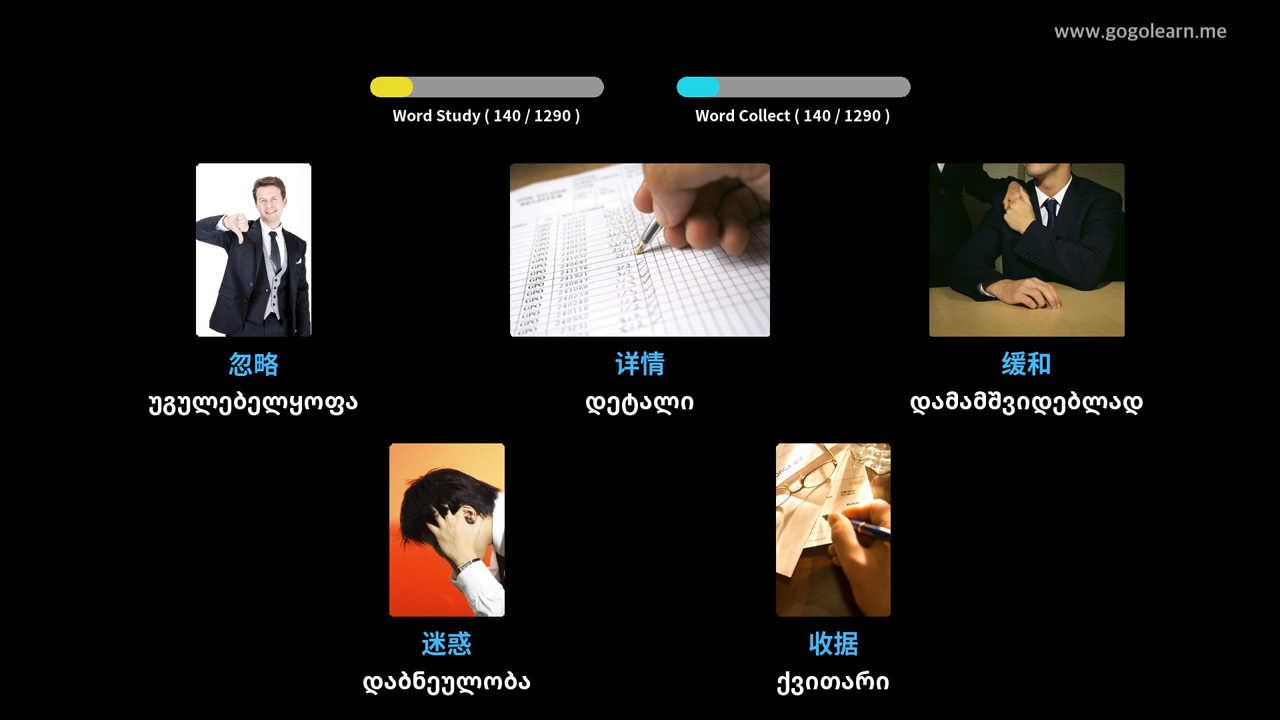 www.gogolearn.me
Word Study ( 140 / 1290 )
Word Collect ( 140 / 1290 )
忽略
უგულებელყოფა
详情
დეტალი
缓和
დამამშვიდებლად
迷惑
დაბნეულობა
收据
ქვითარი